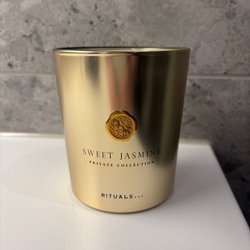 SWEET JASMINE
PRIVATE COLLECTION
RITUALS...